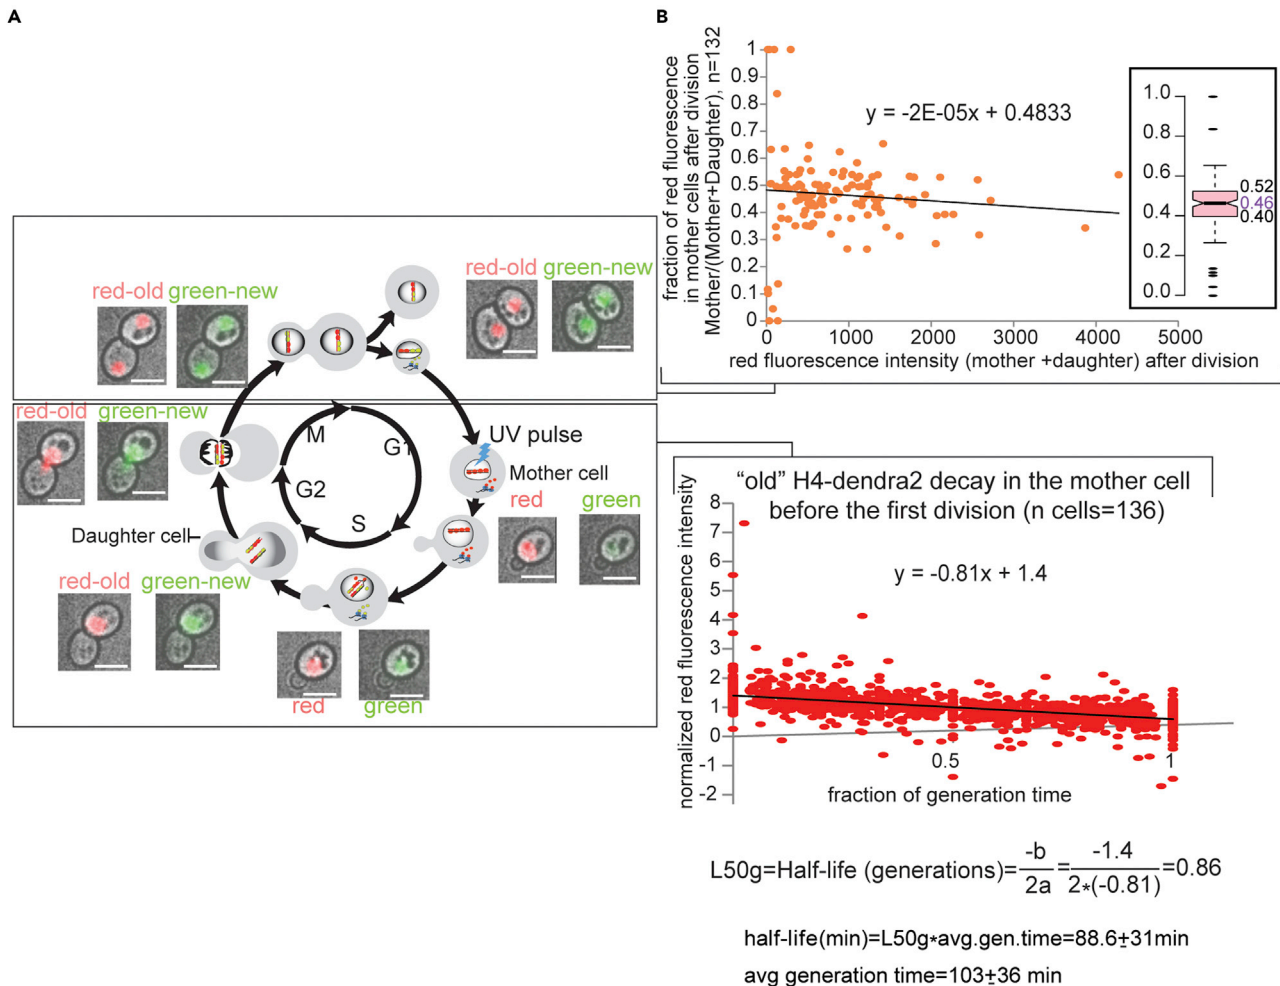 A
red-old green-new
red-old green-new
red-old green-new
M
G1
G2
S
UV pulse
Mother cell
red green
Daughter cell
red-old green-new
red green
B
fraction of red fluorescence
in mother cells after division
Mother/(Mother+Daughter), n=132
1
0.9
0.8
0.7
0.6
0.5
0.4
0.3
0.2
0.1
0
y = -2E-05x + 0.4833
0 1000 2000 3000 4000 5000
red fluorescence intensity (mother +daughter) after division
1.0
0.8
0.6
0.4
0.2
0.0
0.52
0.46
0.40
"old" H4-dendra2 decay in the mother cell
before the first division (n cells=136)
normalized red fluorescence intensity
8
7
6
5
4
3
2
1
0
-1
-2
y = -0.81x + 1.4
0.5 1
fraction of generation time
L50g=Half-life (generations)=-b/2a=-1.4/2*(-0.81)=0.86
half-life(min)=L50g*avg.gen.time=88.6±31min
avg generation time=103±36 min